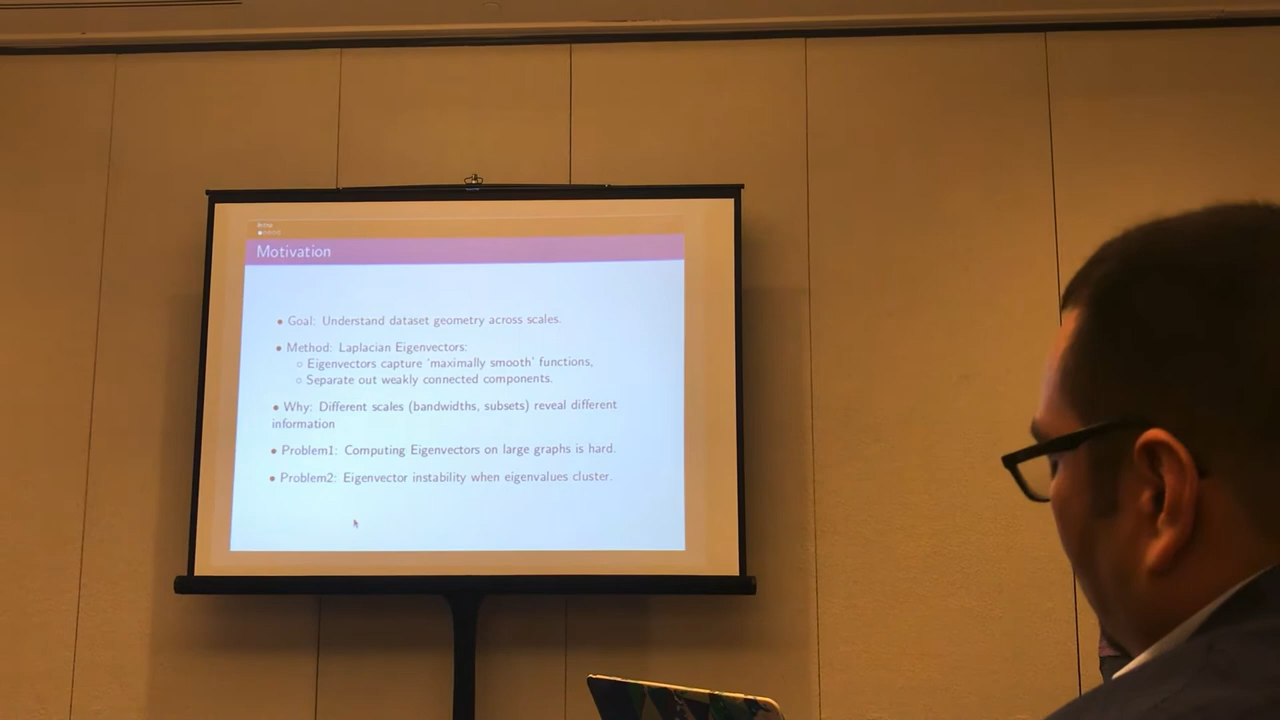 Intro
Motivation
• Goal: Understand dataset geometry across scales.
• Method: Laplacian Eigenvectors:
○ Eigenvectors capture 'maximally smooth' functions,
○ Separate out weakly connected components.
• Why: Different scales (bandwidths, subsets) reveal different
information
• Problem1: Computing Eigenvectors on large graphs is hard.
• Problem2: Eigenvector instability when eigenvalues cluster.